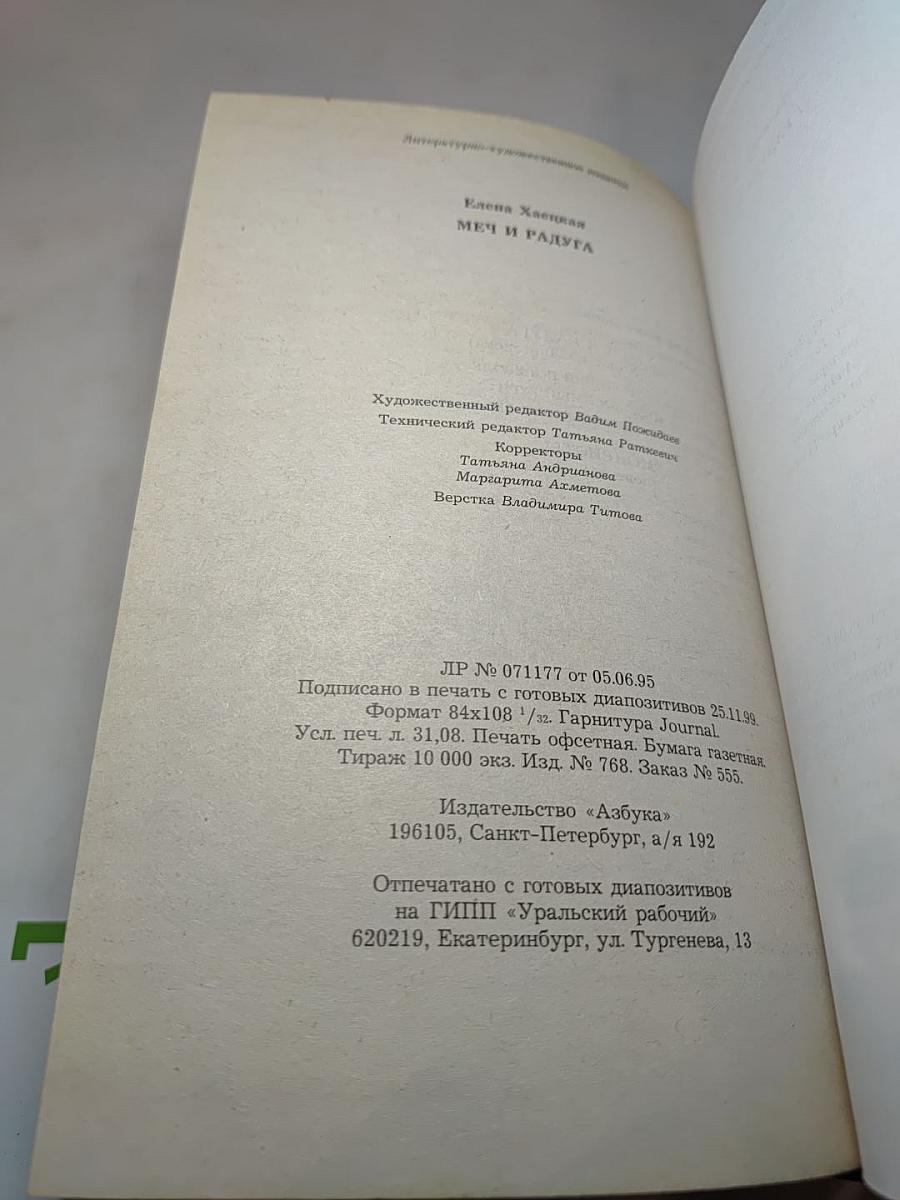 Литературно-художественное издание
Елена Хаецкая
МЕЧ И РАДУГА
Художественный редактор Вадим Пожидаев
Технический редактор Татьяна Раткевич
Корректоры
Татьяна Андрианова
Маргарита Ахметова
Верстка Владимира Титова
ЛР № 071177 от 05.06.95
Подписано в печать с готовых диапозитивов 25.11.99.
Формат 84x108 1/32. Гарнитура Journal.
Усл. печ. л. 31,08. Печать офсетная. Бумага газетная.
Тираж 10 000 экз. Изд. № 768. Заказ № 555.
Издательство «Азбука»
196105, Санкт-Петербург, а/я 192
Отпечатано с готовых диапозитивов
на ГИПП «Уральский рабочий»
620219, Екатеринбург, ул. Тургенева, 13